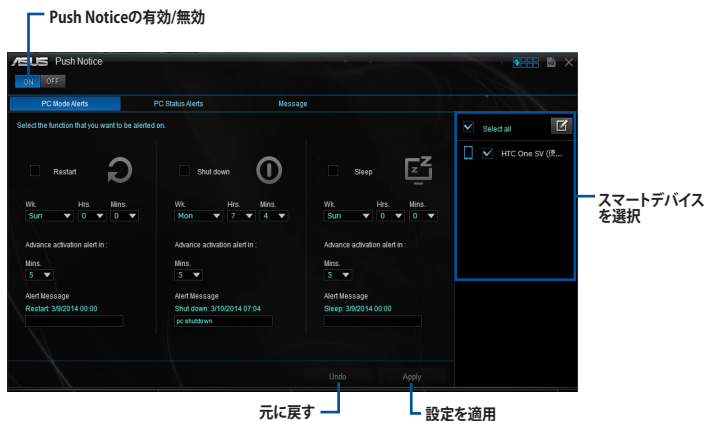 Push Noticeの有効/無効
ASUS Push Notice
ON OFF
PC Mode Alerts PC Status Alerts Message
Select the function that you want to be alerted on.
Select all
HTC One SV (僾...
Restart
Shut down
Sleep
Wk. Hrs. Mins.
Sun 0 0
Wk. Hrs. Mins.
Mon 7 4
Wk. Hrs. Mins.
Sun 0 0
Advance activation alert in :
Mins.
5
Advance activation alert in :
Mins.
5
Advance activation alert in :
Mins.
5
Alert Message
Restart: 3/9/2014 00:00
Alert Message
Shut down: 3/10/2014 07:04
pc shutdown
Alert Message
Sleep: 3/9/2014 00:00
スマートデバイス
を選択
Undo Apply
元に戻す
設定を適用